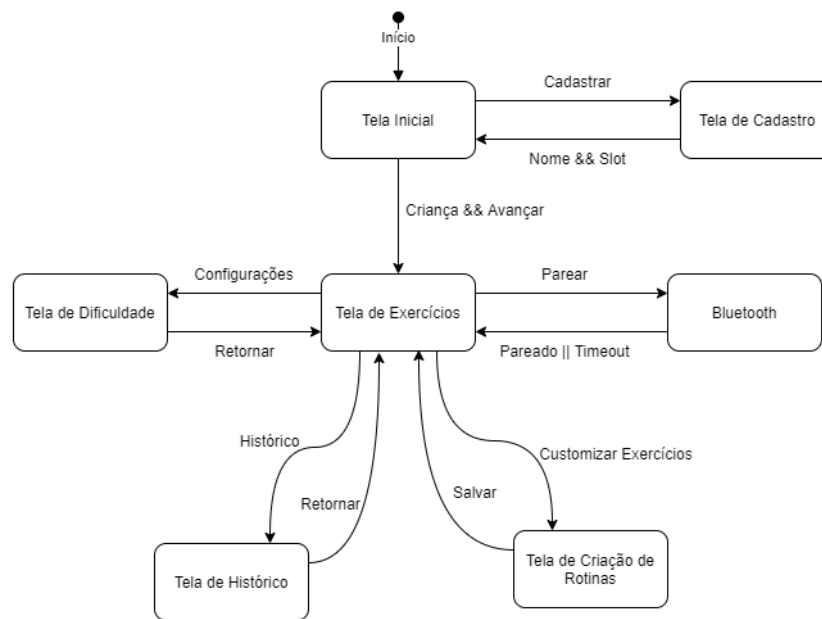 Início
Cadastrar
Tela Inicial
Tela de Cadastro
Nome && Slot
Criança && Avançar
Configurações
Parear
Tela de Dificuldade
Tela de Exercícios
Bluetooth
Retornar
Pareado || Timeout
Histórico
Customizar Exercícios
Retornar
Salvar
Tela de Histórico
Tela de Criação de
Rotinas